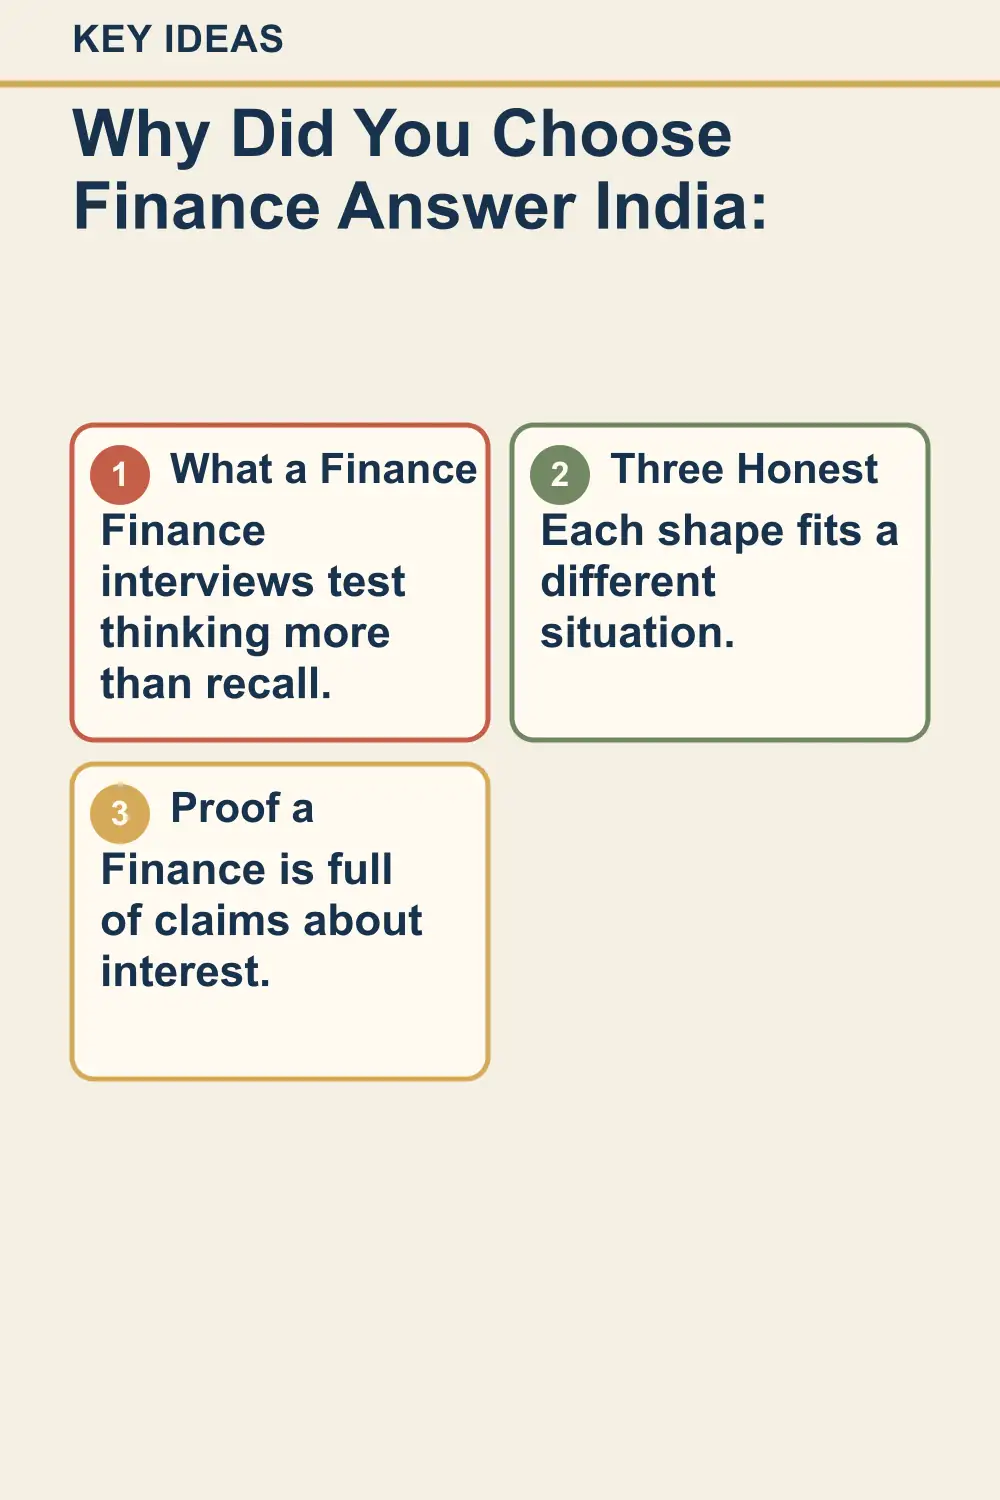 KEY IDEAS
Why Did You Choose
Finance Answer India:
1 What a Finance
Finance
interviews test
thinking more
than recall.
2 Three Honest
Each shape fits a
different
situation.
3 Proof a
Finance is full
of claims about
interest.